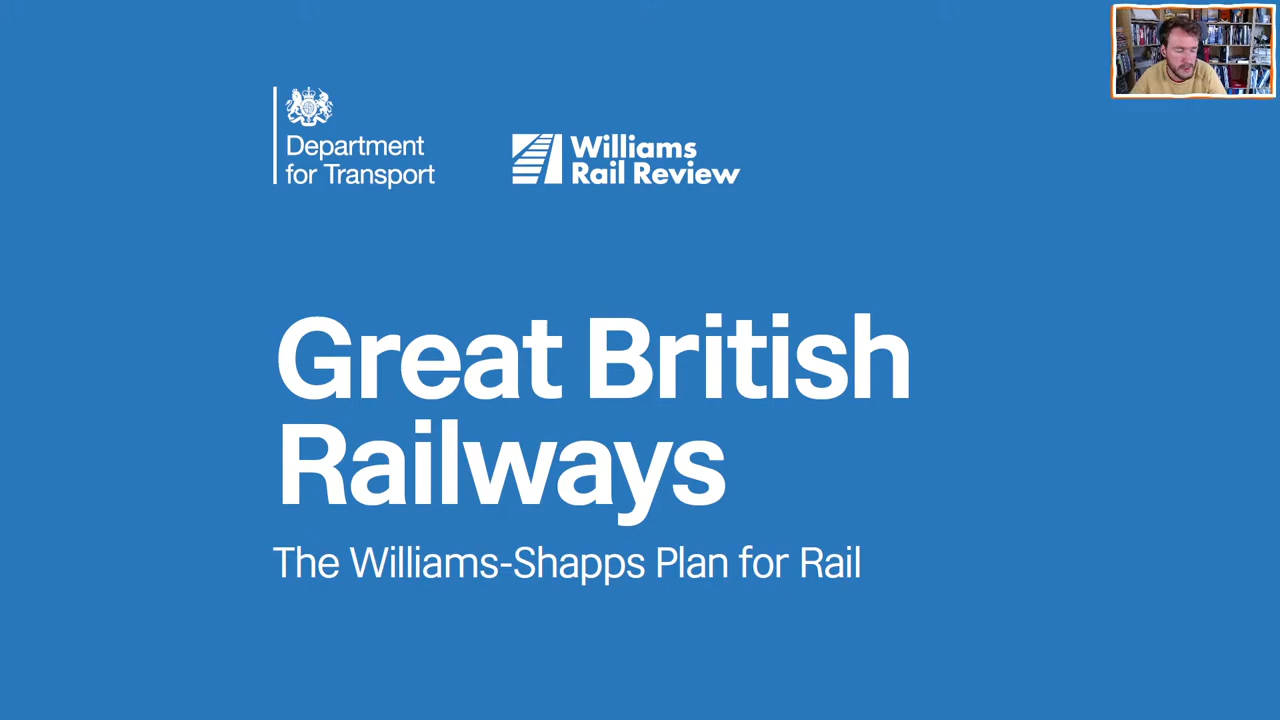 Department
for Transport
Williams
Rail Review
Great British
Railways
The Williams-Shapps Plan for Rail